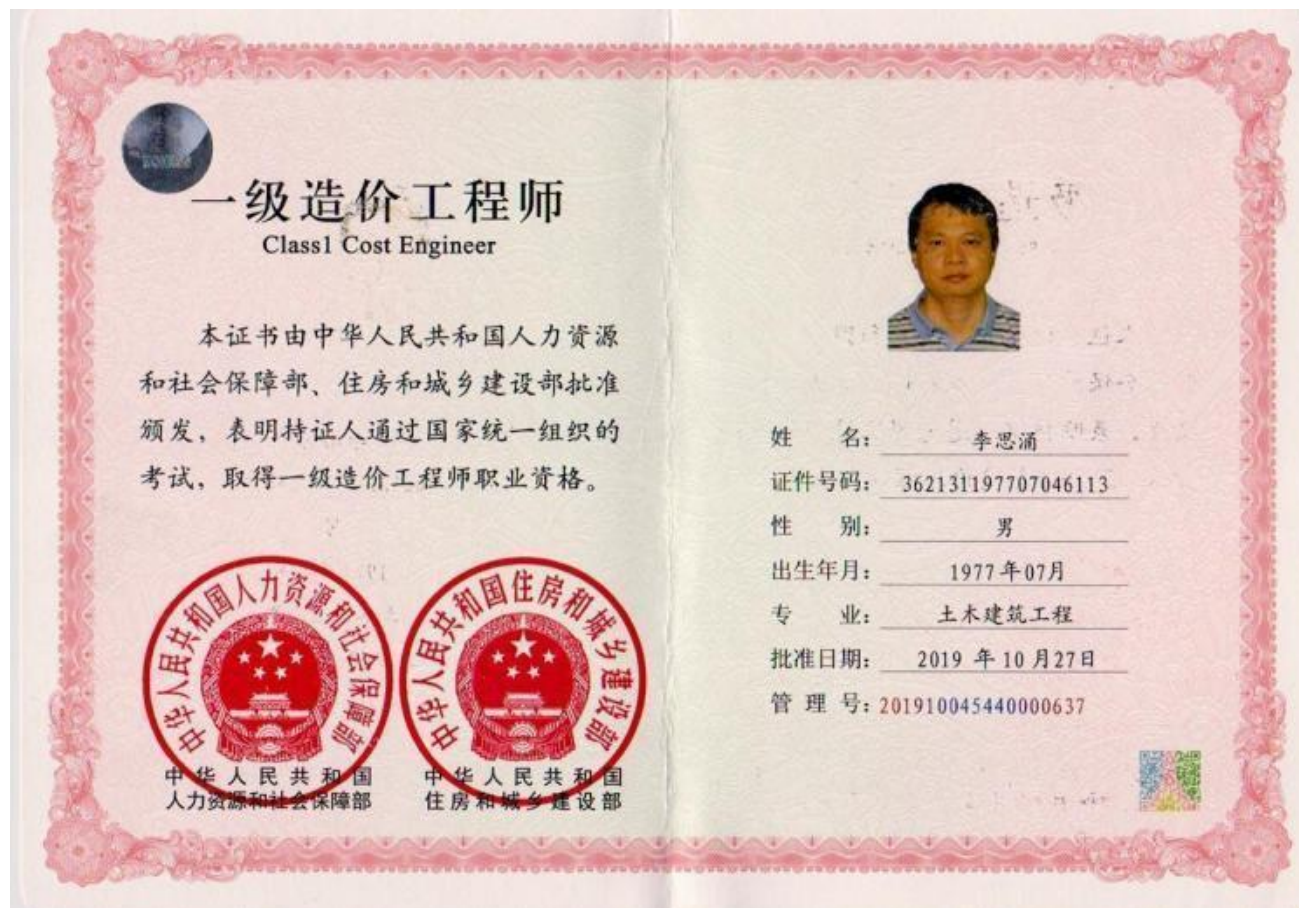 一级造价工程师
Class1 Cost Engineer
本证书由中华人民共和国人力资源
和社会保障部、住房和城乡建设部批准
颁发，表明持证人通过国家统一组织的
考试，取得一级造价工程师职业资格。
中华人民共和国人力资源和社会保障部
中华人民共和国住房和城乡建设部
中华人民共和国
人力资源和社会保障部
中华人民共和国
住房和城乡建设部
姓 名： 李思涌
证件号码： 362131197707046113
性 别： 男
出生年月： 1977年07月
专 业： 土木建筑工程
批准日期： 2019 年 10 月27日
管 理 号：201910045440000637